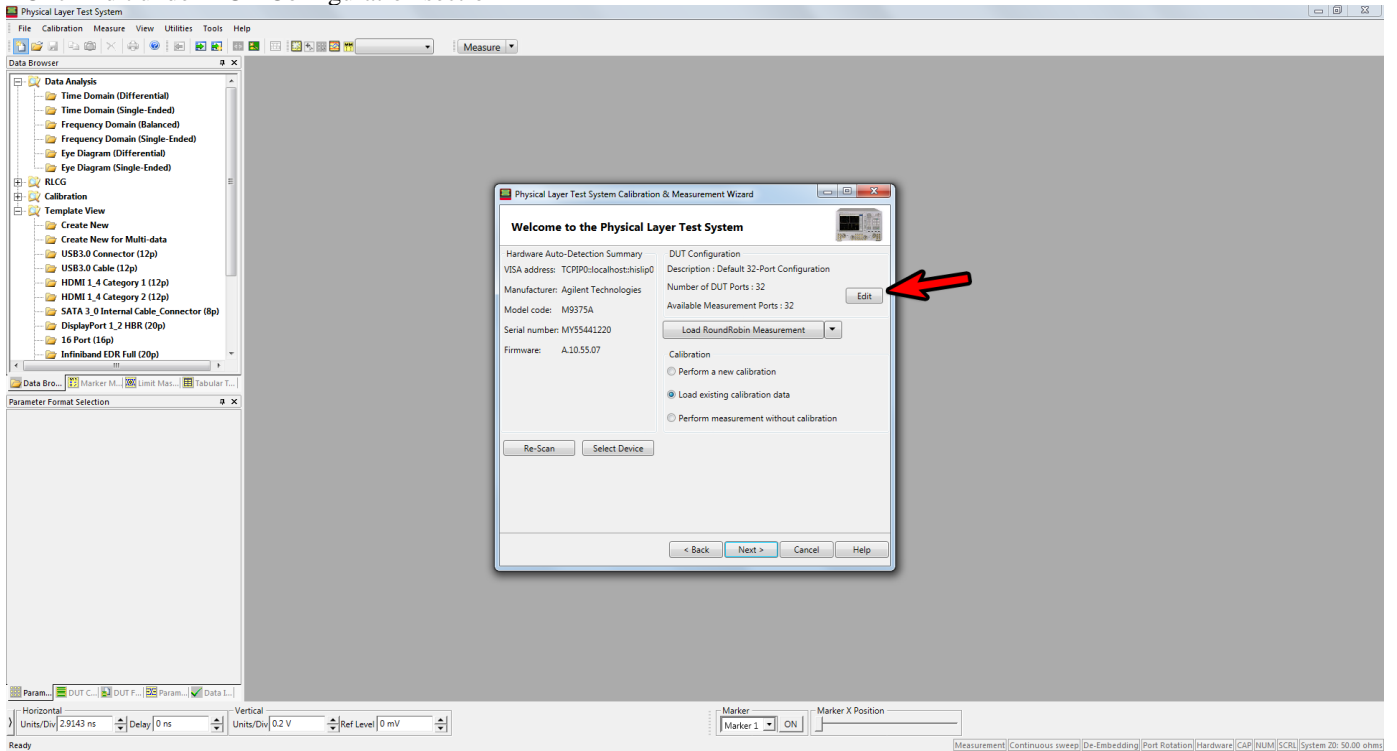 Physical Layer Test System
File Calibration Measure View Utilities Tools Help
Measure
Data Browser
Data Analysis
Time Domain (Differential)
Time Domain (Single-Ended)
Frequency Domain (Balanced)
Frequency Domain (Single-Ended)
Eye Diagram (Differential)
Eye Diagram (Single-Ended)
RLCG
Calibration
Template View
Create New
Create New for Multi-data
USB3.0 Connector (12p)
USB3.0 Cable (12p)
HDMI 1_4 Category 1 (12p)
HDMI 1_4 Category 2 (12p)
SATA 3_0 Internal Cable_Connector (8p)
DisplayPort 1_2 HBR (20p)
16 Port (16p)
Infiniband EDR Full (20p)
Data Bro... Marker M... Limit Mas... Tabular T...
Parameter Format Selection
Physical Layer Test System Calibration & Measurement Wizard
Welcome to the Physical Layer Test System
Hardware Auto-Detection Summary
VISA address: TCPIP0::localhost::hislip0
Manufacturer: Agilent Technologies
Model code: M9375A
Serial number: MY55441220
Firmware: A.10.55.07
Re-Scan Select Device
DUT Configuration
Description : Default 32-Port Configuration
Number of DUT Ports : 32
Edit
Available Measurement Ports : 32
Load RoundRobin Measurement
Calibration
Perform a new calibration
Load existing calibration data
Perform measurement without calibration
< Back Next > Cancel Help
Param... DUT C... DUT F... Param... Data I...
Horizontal Vertical Marker Marker X Position
Units/Div 2.9143 ns Delay 0 ns Units/Div 0.2 V Ref Level 0 mV Marker 1 ON
Ready Measurement Continuous sweep De-Embedding Port Rotation Hardware CAP NUM SCRL System Z0: 50.00 ohms